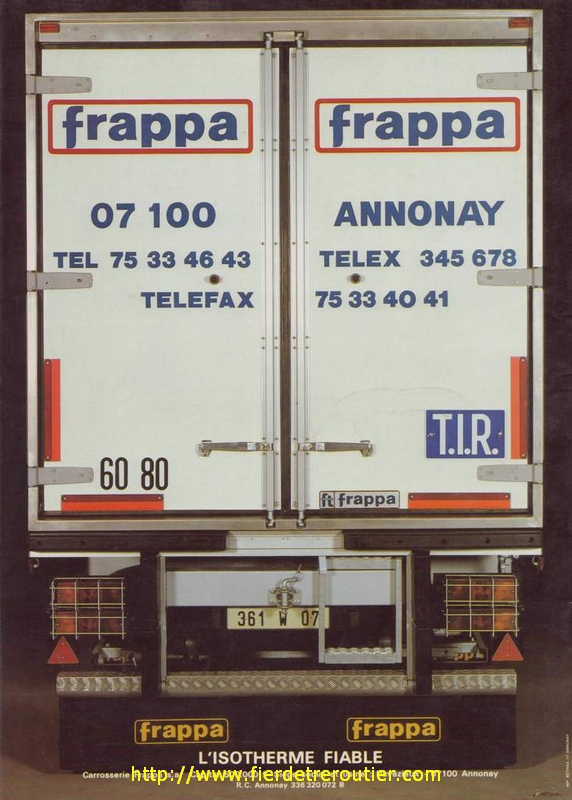 frappa frappa
07 100 ANNONAY
TEL 75 33 46 43 TELEX 345 678
TELEFAX 75 33 40 41
T.I.R.
60 80
ft frappa
361 W 07
frappa frappa
L'ISOTHERME FIABLE
Carrosserie 100 Annonay
http://www.fierdetreroutier.com
R.C. Annonay 336 320 072 B